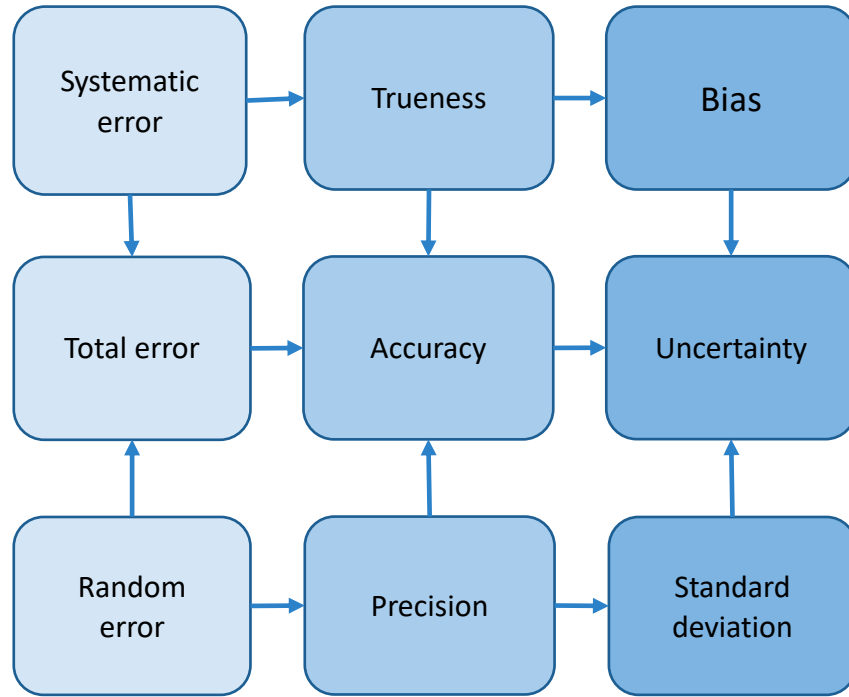 Systematic
error
Trueness
Bias
Total error
Accuracy
Uncertainty
Random
error
Precision
Standard
deviation